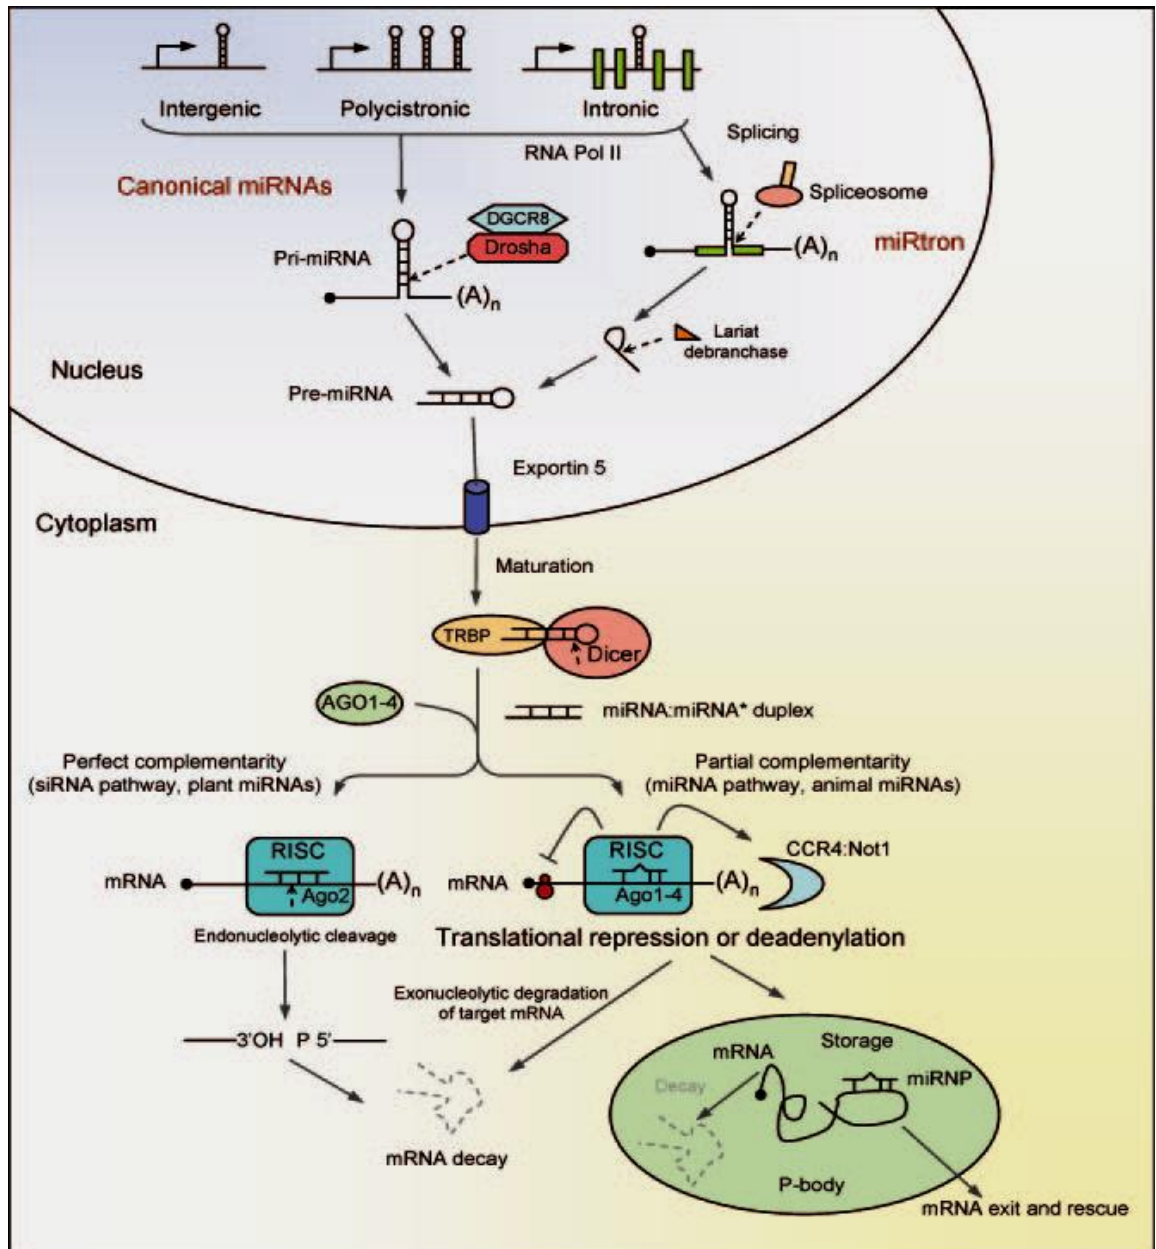 Intergenic
Polycistronic
Intronic
RNA Pol II
Splicing
Canonical miRNAs
DGCR8
Drosha
Spliceosome
miRtron
Pri-miRNA
(A)n
(A)n
Lariat
debranchase
Nucleus
Pre-miRNA
Exportin 5
Cytoplasm
Maturation
TRBP
Dicer
AGO1-4
miRNA:miRNA* duplex
Perfect complementarity
(siRNA pathway, plant miRNAs)
Partial complementarity
(miRNA pathway, animal miRNAs)
RISC
mRNA
Ago2
(A)n
Endonucleolytic cleavage
RISC
mRNA
Ago1-4
(A)n
CCR4:Not1
Translational repression or deadenylation
Exonucleolytic degradation
of target mRNA
3'OH P 5'
mRNA decay
mRNA
Storage
Decay
miRNP
P-body
mRNA exit and rescue